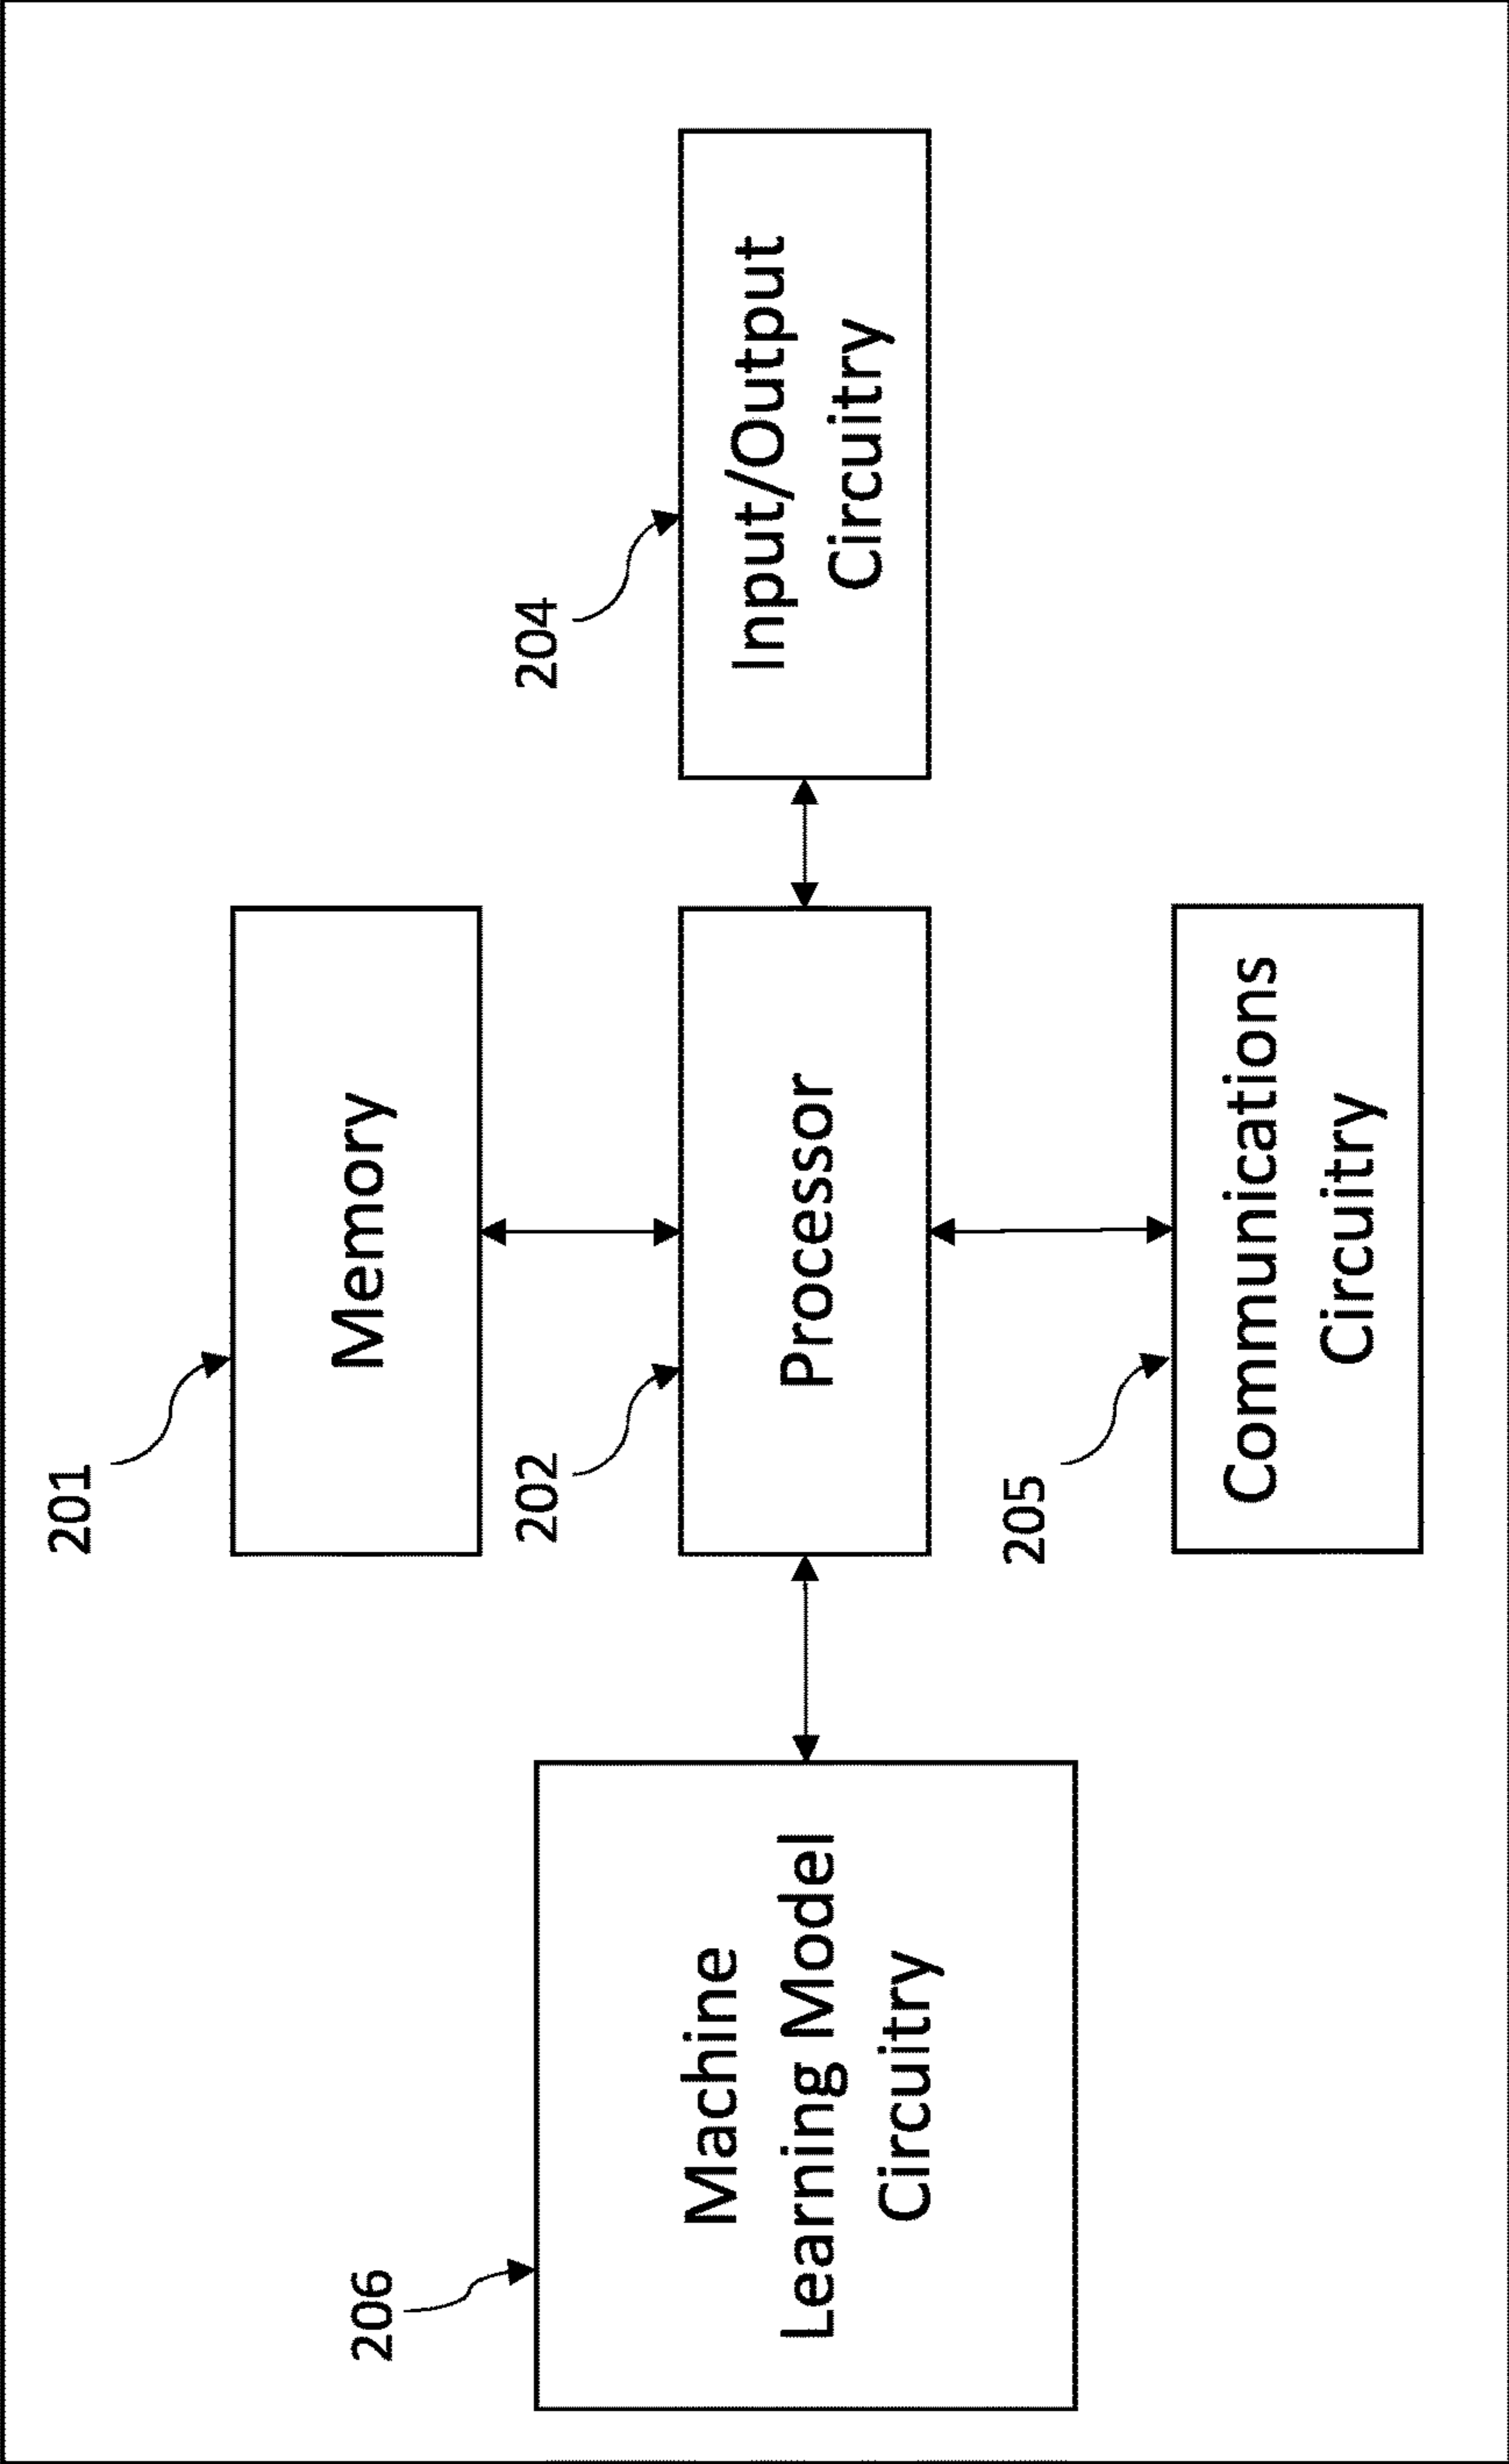 201
Memory
206
Machine
Learning Model
Circuitry
202
Processor
204
Input/Output
Circuitry
205
Communications
Circuitry